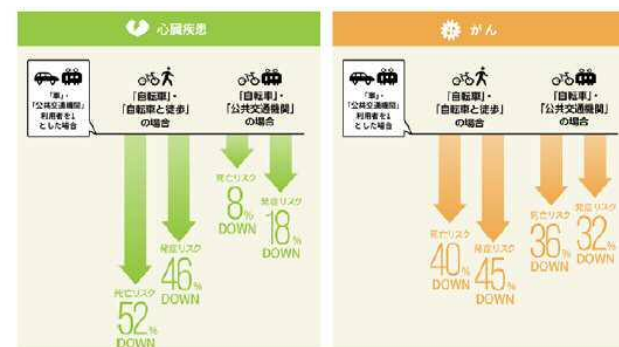 心臓疾患
「車」・
「公共交通機関」
利用者を1
とした場合
「自転車」・
「自転車と徒歩」
の場合
「自転車」・
「公共交通機関」
の場合
死亡リスク
52%
DOWN
発症リスク
46%
DOWN
死亡リスク
8%
DOWN
発症リスク
18%
DOWN
がん
「車」・
「公共交通機関」
利用者を1
とした場合
「自転車」・
「自転車と徒歩」
の場合
「自転車」・
「公共交通機関」
の場合
死亡リスク
40%
DOWN
発症リスク
45%
DOWN
死亡リスク
36%
DOWN
発症リスク
32%
DOWN